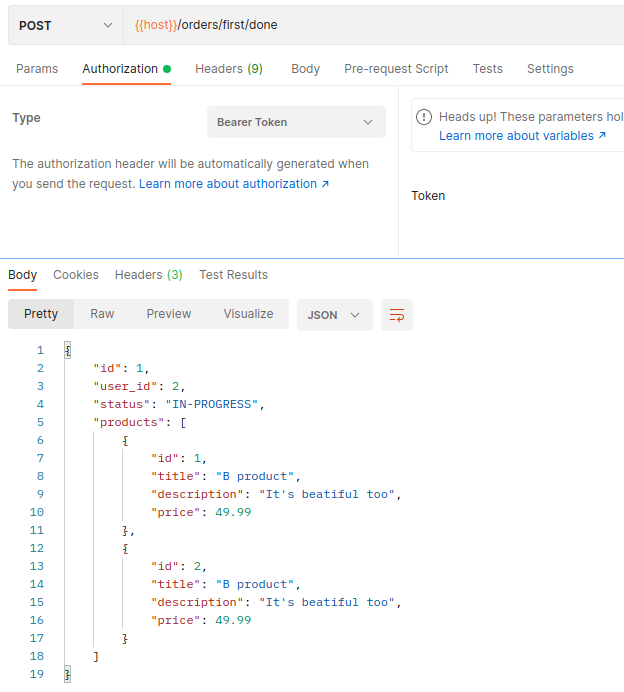 POST {{host}}/orders/first/done
Params Authorization Headers (9) Body Pre-request Script Tests Settings
Type Bearer Token
The authorization header will be automatically generated when
you send the request. Learn more about authorization ↗
Heads up! These parameters hol
Learn more about variables ↗
Token
Body Cookies Headers (3) Test Results
Pretty Raw Preview Visualize JSON
1 {
2 "id": 1,
3 "user_id": 2,
4 "status": "IN-PROGRESS",
5 "products": [
6 {
7 "id": 1,
8 "title": "B product",
9 "description": "It's beatiful too",
10 "price": 49.99
11 },
12 {
13 "id": 2,
14 "title": "B product",
15 "description": "It's beatiful too",
16 "price": 49.99
17 }
18 ]
19 }